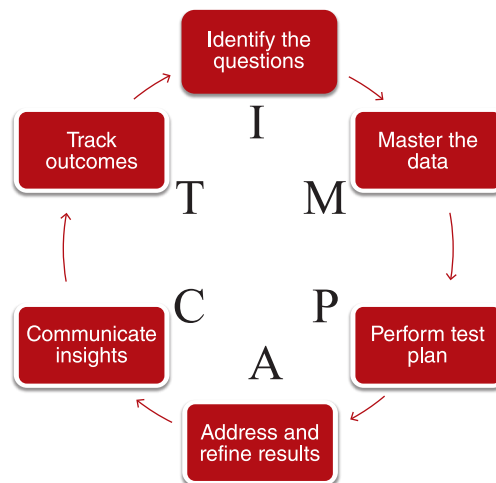 Identify the
questions
I
Master the
data
M
Perform test
plan
P
Address and
refine results
A
Communicate
insights
C
Track
outcomes
T